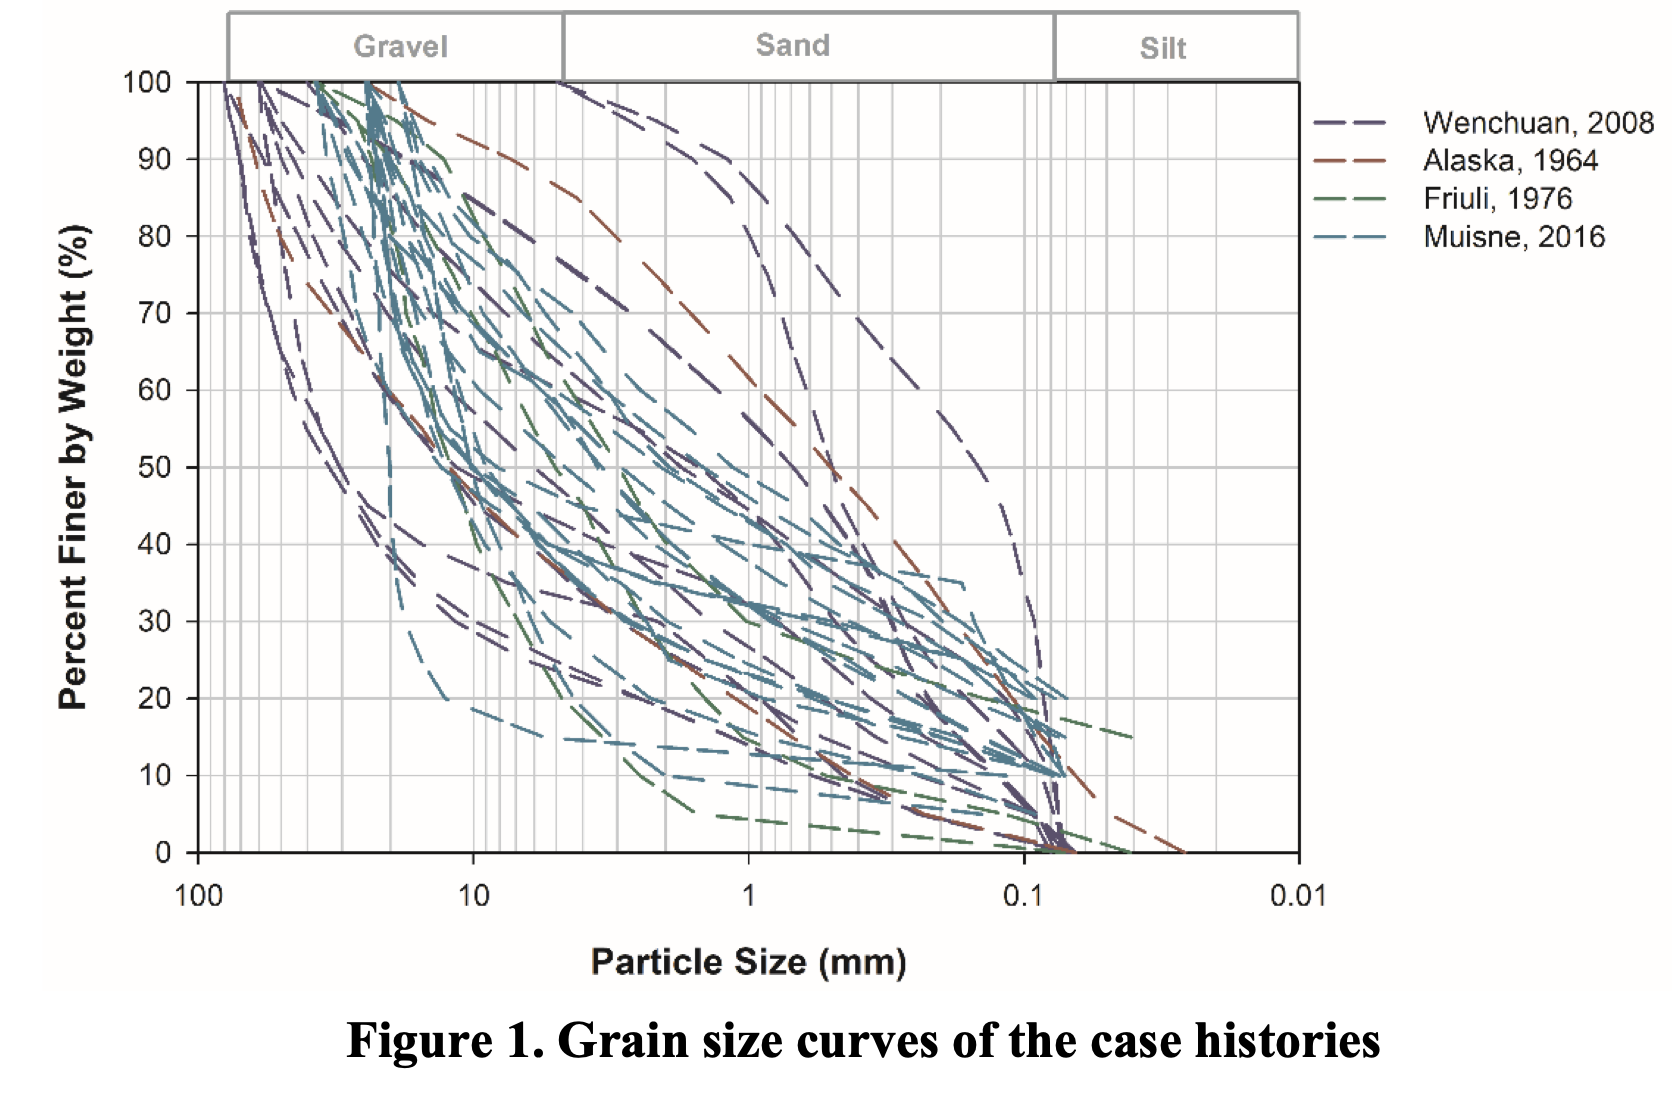 Gravel Sand Silt
100
90
80
70
60
50
40
30
20
10
0
Percent Finer by Weight (%)
100 10 1 0.1 0.01
Particle Size (mm)
Wenchuan, 2008
Alaska, 1964
Friuli, 1976
Muisne, 2016
Figure 1. Grain size curves of the case histories